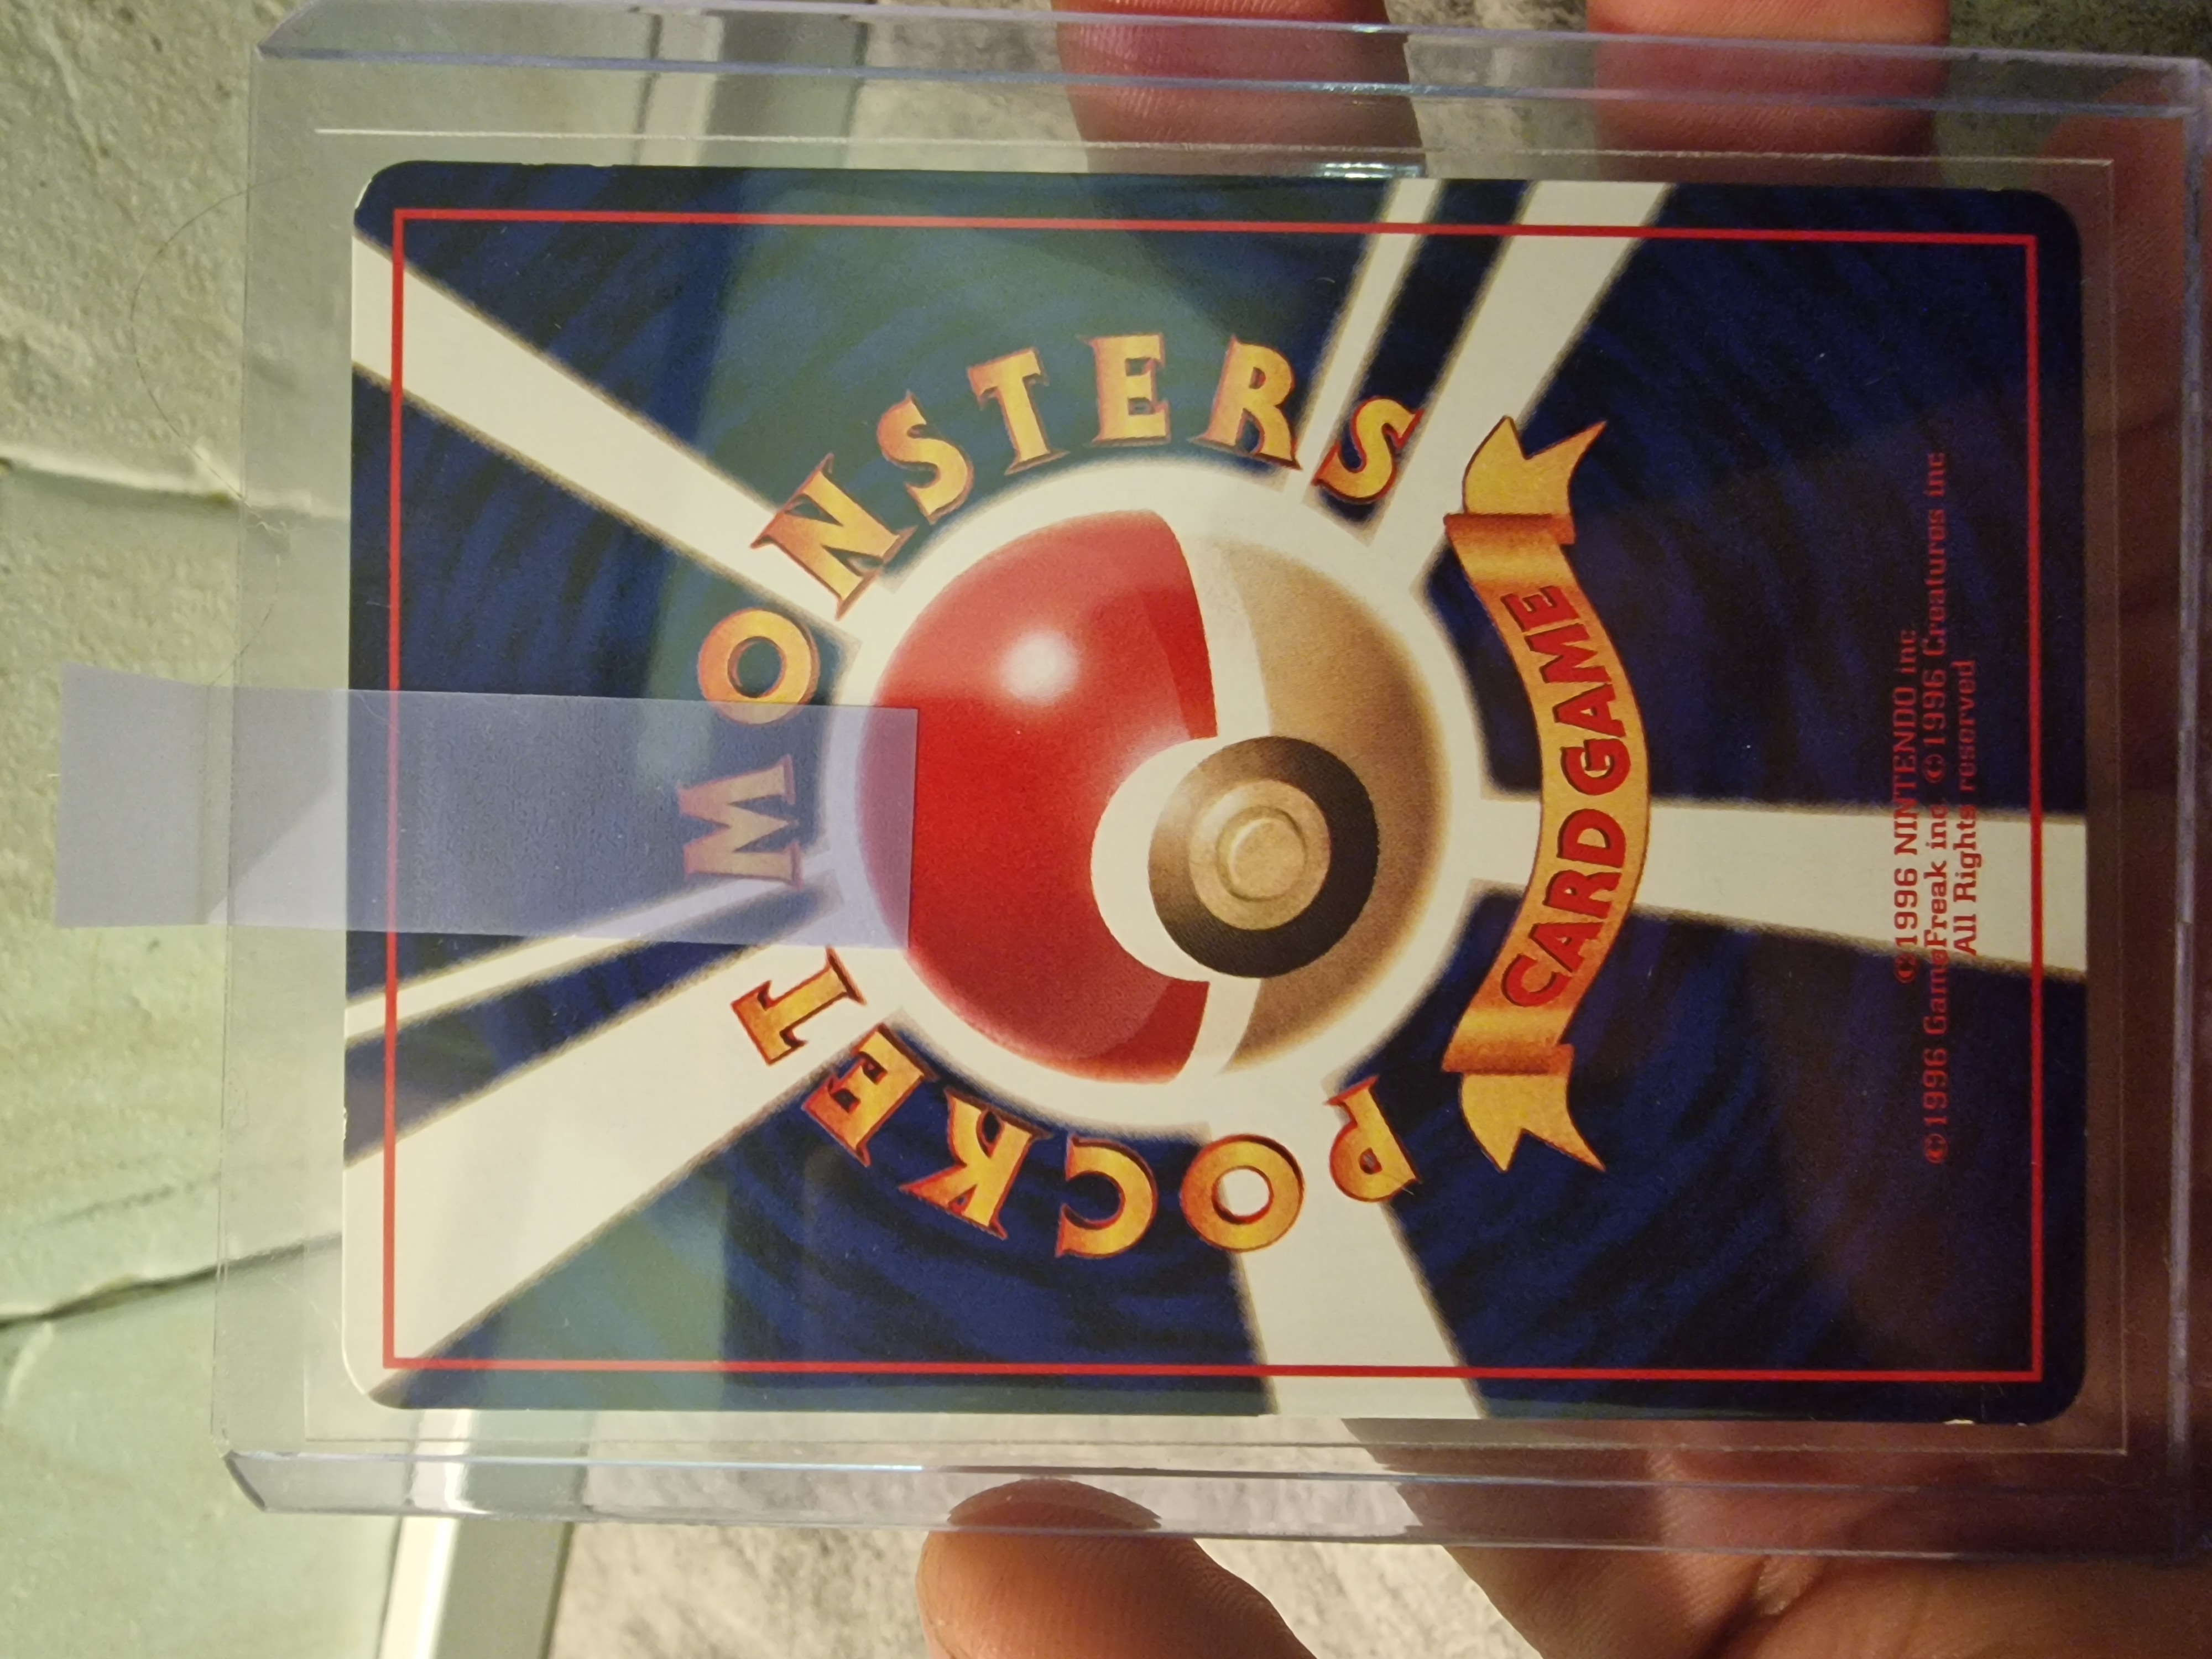 POCKET MONSTERS
CARD GAME
©1996 NINTENDO inc
©1996 GameFreak inc ©1996 Creatures inc
All Rights reserved